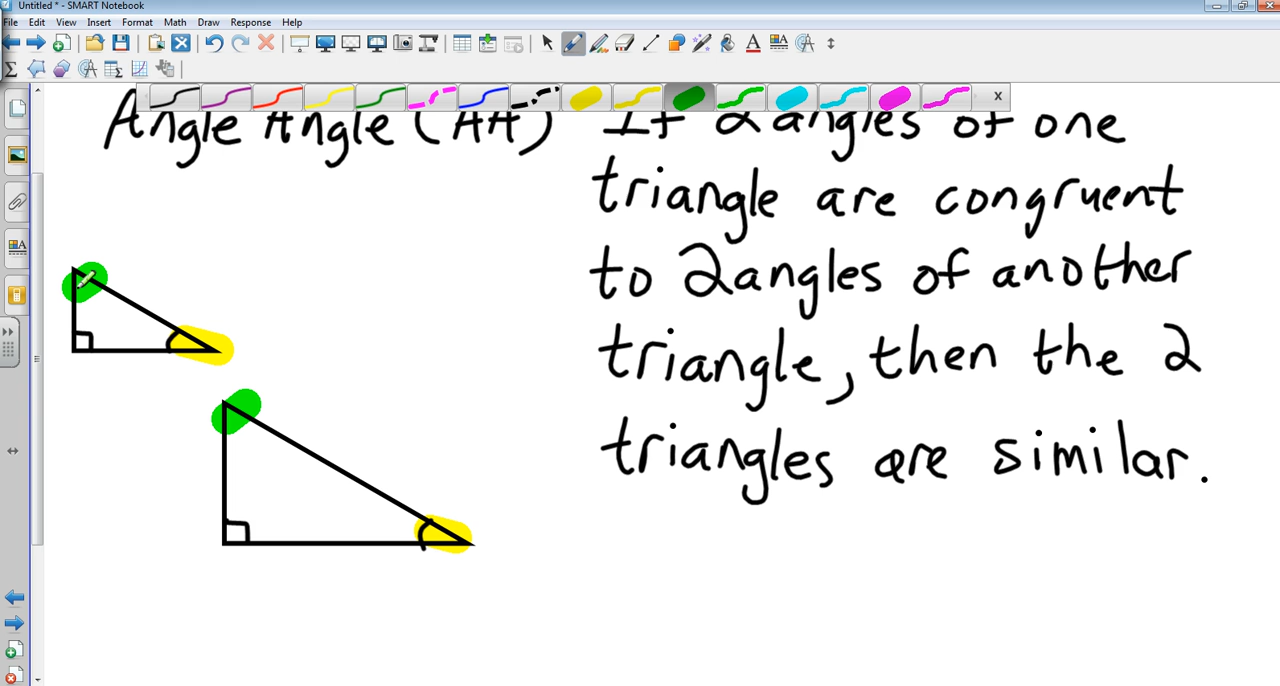 Untitled * - SMART Notebook
File Edit View Insert Format Math Draw Response Help
Angle Angle (AA) If 2 angles of one
triangle are congruent
to 2 angles of another
triangle, then the 2
triangles are similar.